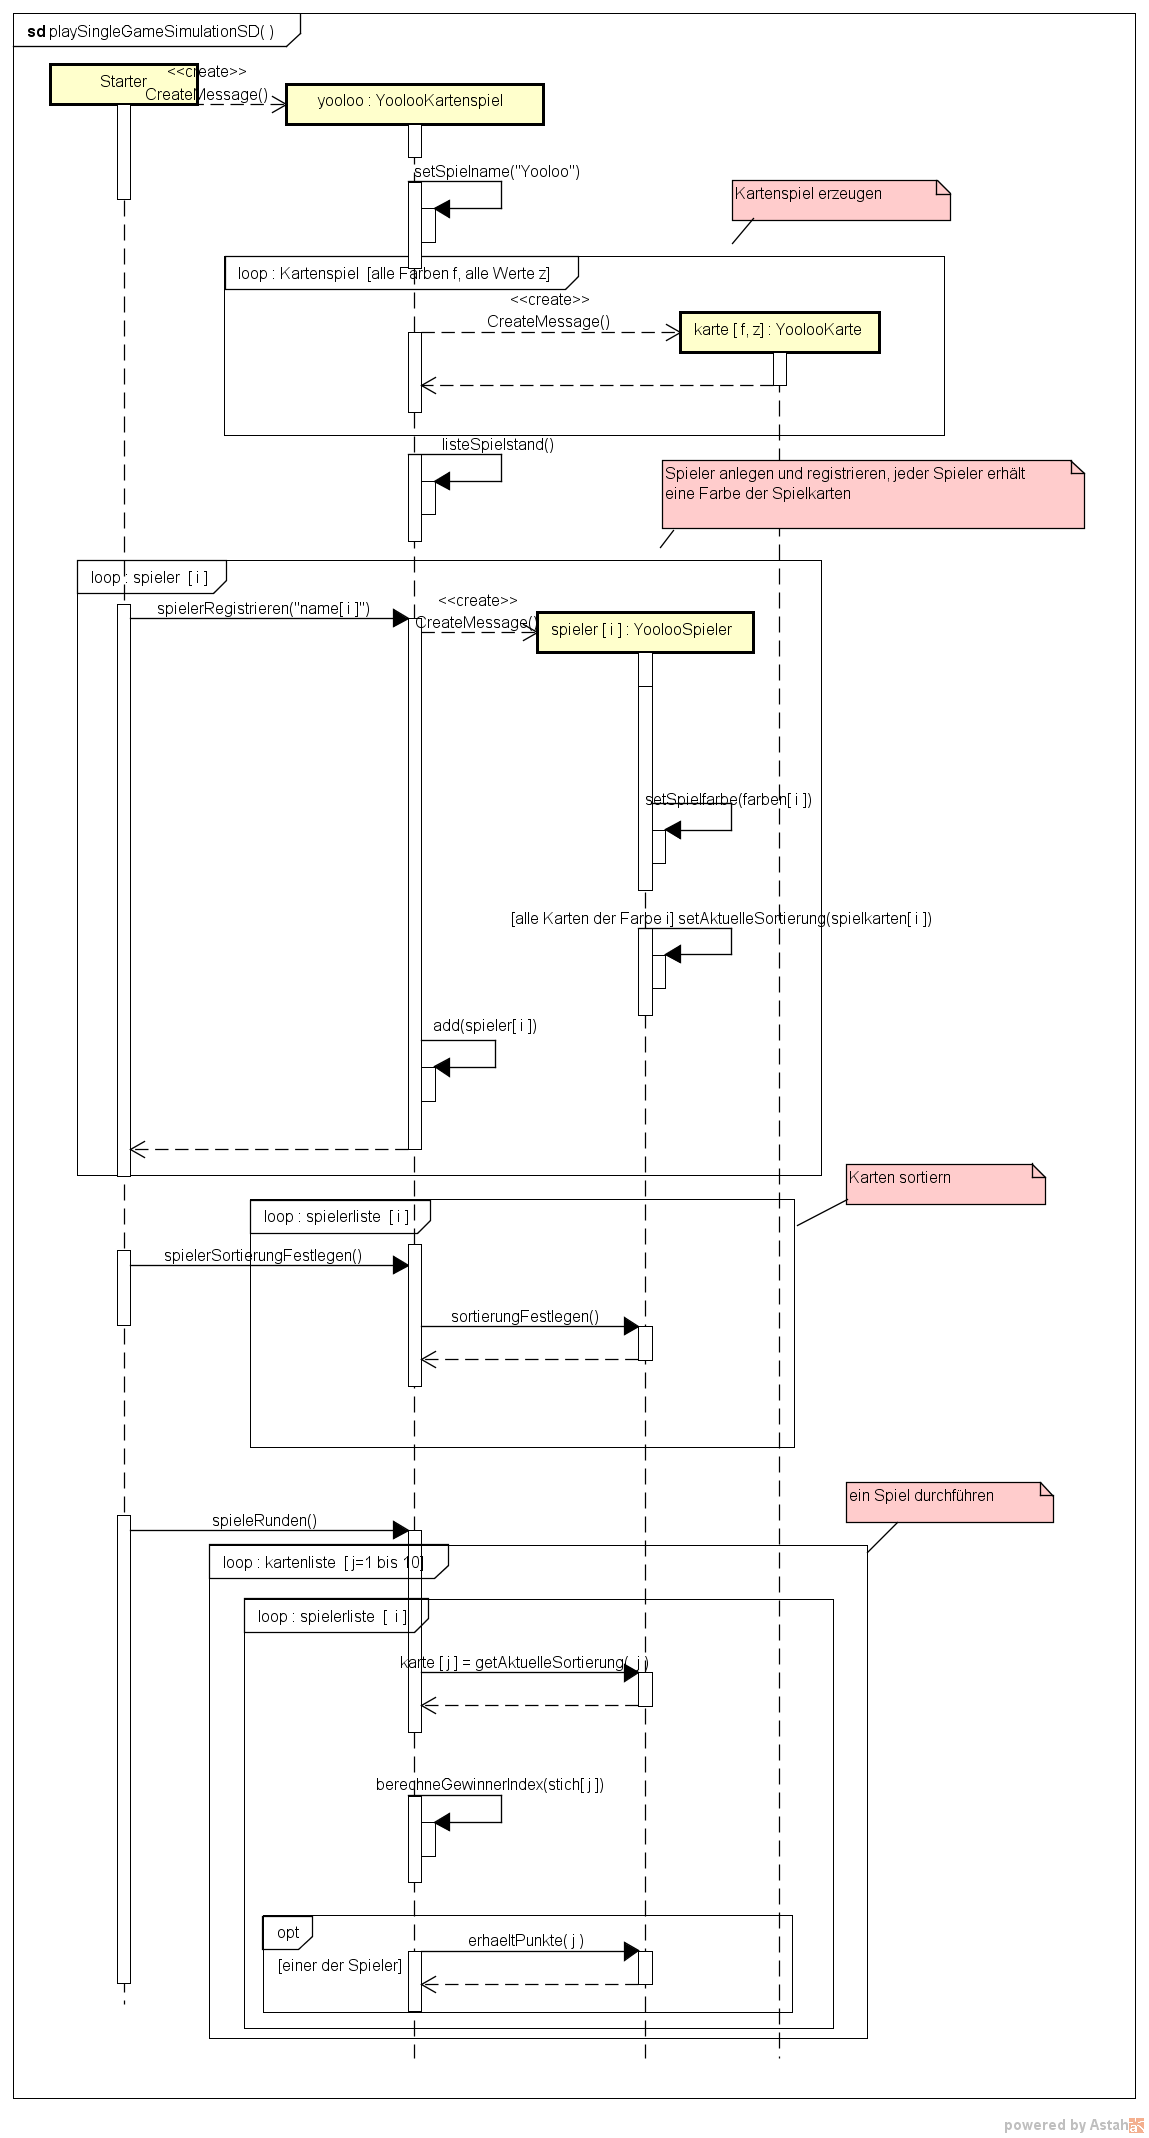 sd playSingleGameSimulationSD( )
<<create>>
Starter
CreateMessage()
yooloo : YoolooKartenspiel
setSpielname("Yooloo")
Kartenspiel erzeugen
loop : Kartenspiel [alle Farben f, alle Werte z]
<<create>>
CreateMessage()
karte [ f, z] : YoolooKarte
listeSpielstand()
Spieler anlegen und registrieren, jeder Spieler erhält
eine Farbe der Spielkarten
loop : spieler [ i ]
spielerRegistrieren("name[ i ]")
<<create>>
CreateMessage()
spieler [ i ] : YoolooSpieler
setSpielfarbe(farben[ i ])
[alle Karten der Farbe i] setAktuelleSortierung(spielkarten[ i ])
add(spieler[ i ])
Karten sortiern
loop : spielerliste [ i ]
spielerSortierungFestlegen()
sortierungFestlegen()
ein Spiel durchführen
spieleRunden()
loop : kartenliste [ j=1 bis 10]
loop : spielerliste [ i ]
karte [ j ] = getAktuelleSortierung( j )
berechneGewinnerIndex(stich[ j ])
opt
erhaeltPunkte( j )
[einer der Spieler]
powered by Astah